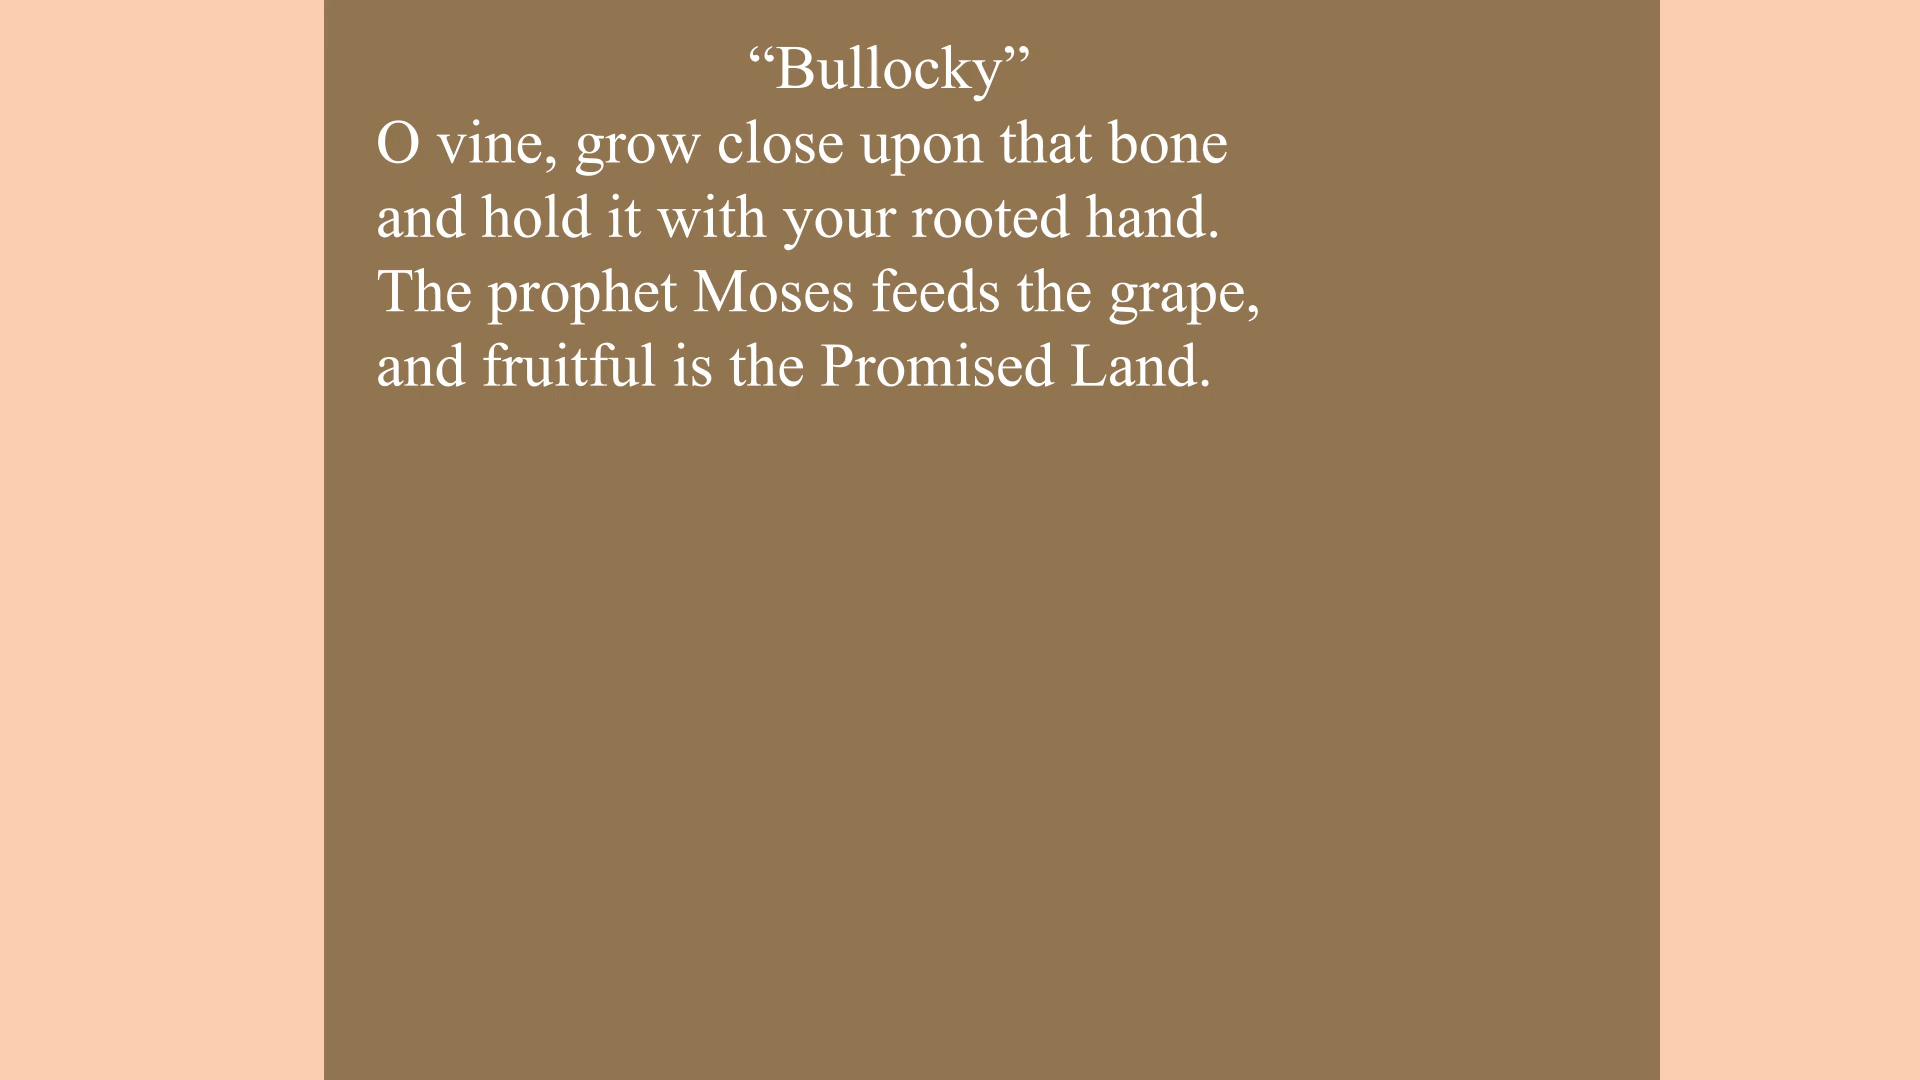 “Bullocky”
O vine, grow close upon that bone
and hold it with your rooted hand.
The prophet Moses feeds the grape,
and fruitful is the Promised Land.